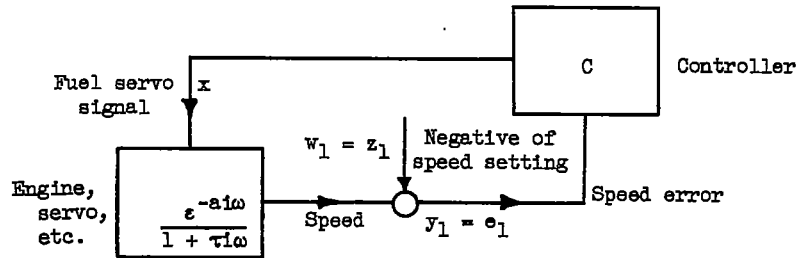 C
Controller
Fuel servo
signal
x
w₁ = z₁
Negative of
speed setting
Engine,
servo,
etc.
ε^-aiω
1 + τiω
Speed
y₁ = e₁
Speed error